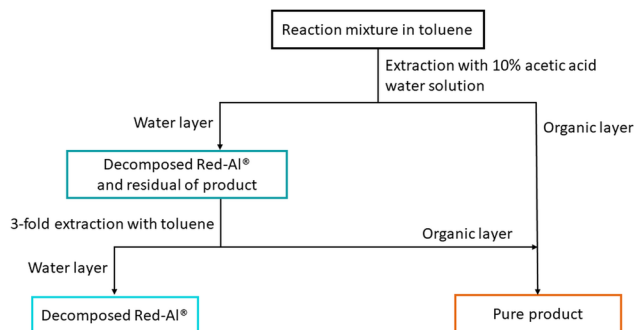 Reaction mixture in toluene
Extraction with 10% acetic acid
water solution
Water layer
Organic layer
Decomposed Red-Al®
and residual of product
3-fold extraction with toluene
Organic layer
Water layer
Decomposed Red-Al®
Pure product